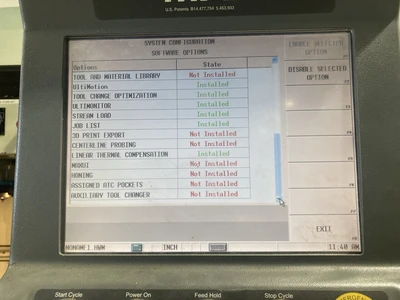 U.S. Patents B14,477,754 5,453,933
SYSTEM CONFIGURATION
SOFTWARE OPTIONS
ENABLE SELECTED OPTION
Options State
DISABLE SELECTED OPTION
TOOL AND MATERIAL LIBRARY Not Installed
UltiMotion Installed
TOOL CHANGE OPTIMIZATION Installed
ULTIMONITOR Installed
STREAM LOAD Installed
JOB LIST Installed
3D PRINT EXPORT Not Installed
CENTERLINE PROBING Not Installed
LINEAR THERMAL COMPENSATION Installed
Not Installed
HONING Not Installed
ASSIGNED ATC POCKETS Not Installed
AUXILIARY TOOL CHANGER Not Installed
EXIT
NONAME1.HWM INCH 11:40 AM
Start Cycle Power On Feed Hold Stop Cycle